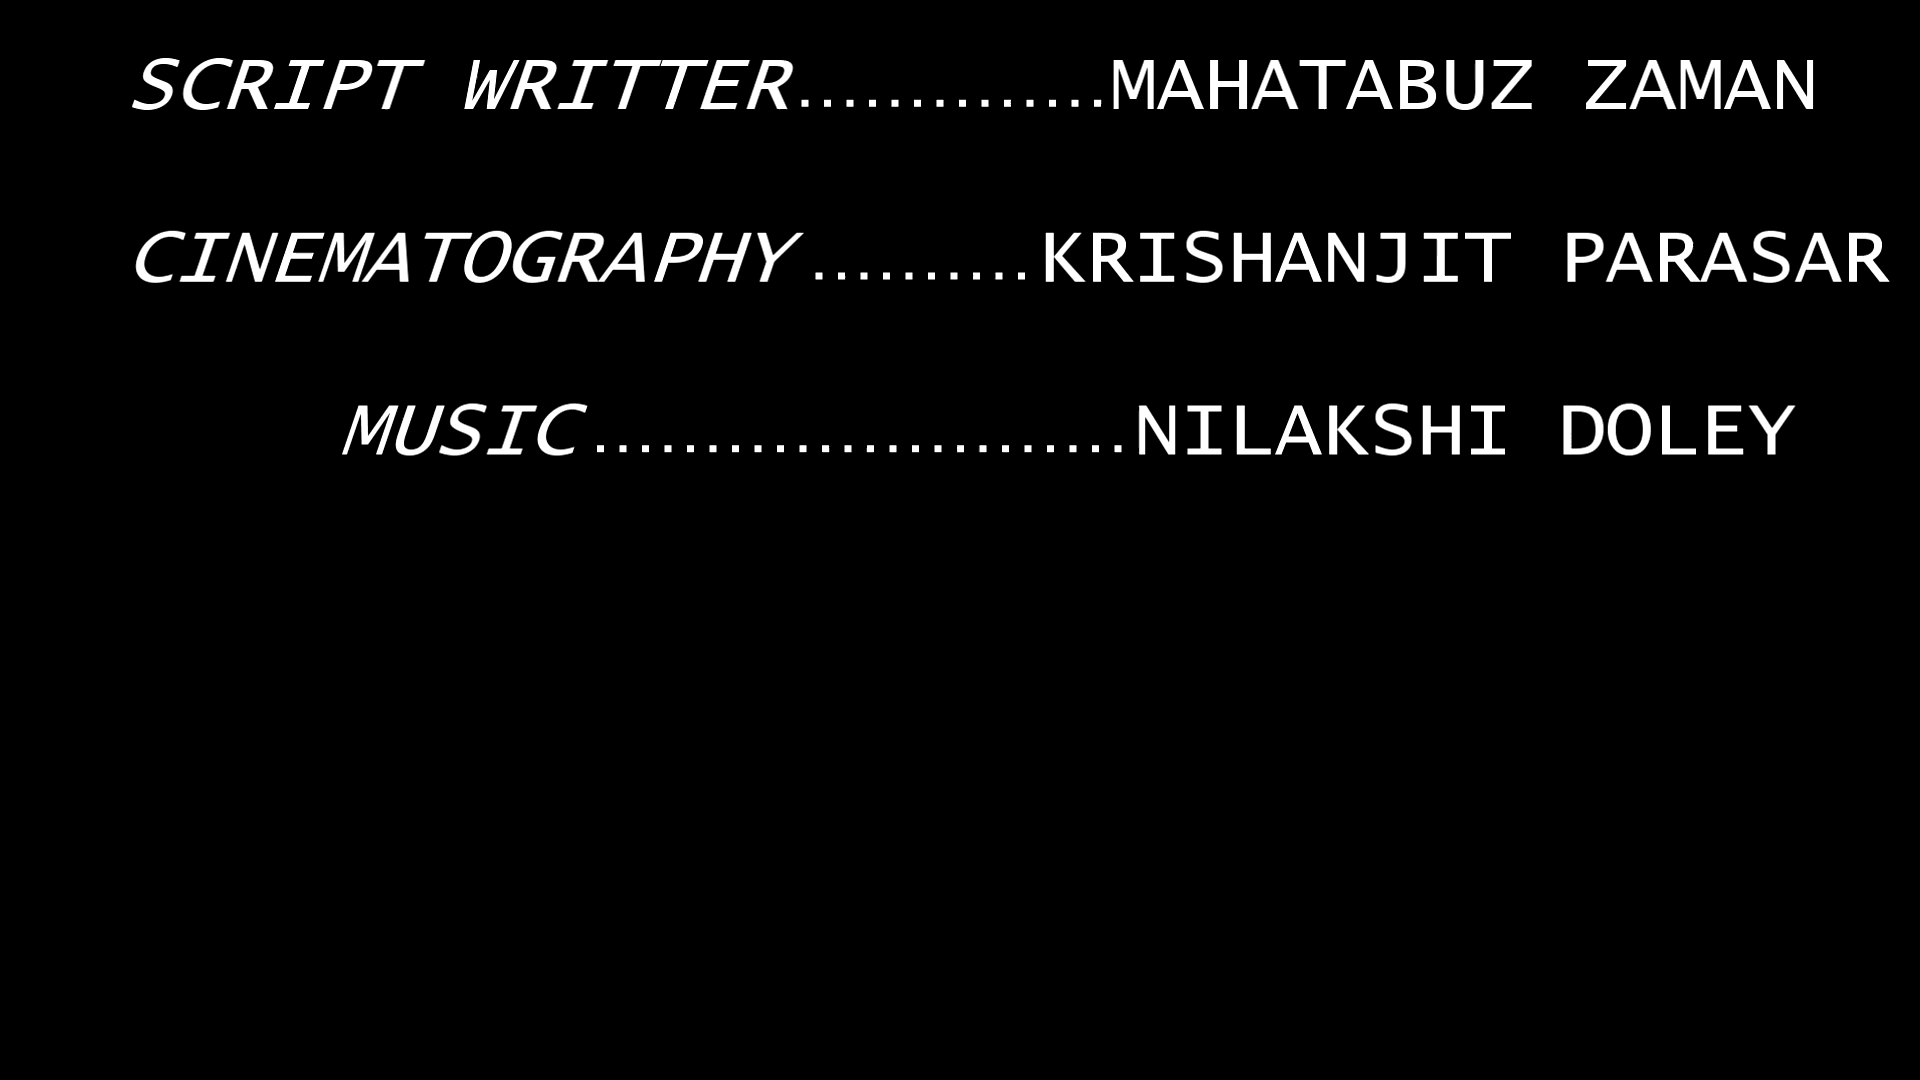 SCRIPT WRITTER..............MAHATABUZ ZAMAN
CINEMATOGRAPHY..........KRISHANJIT PARASAR
MUSIC........................NILAKSHI DOLEY